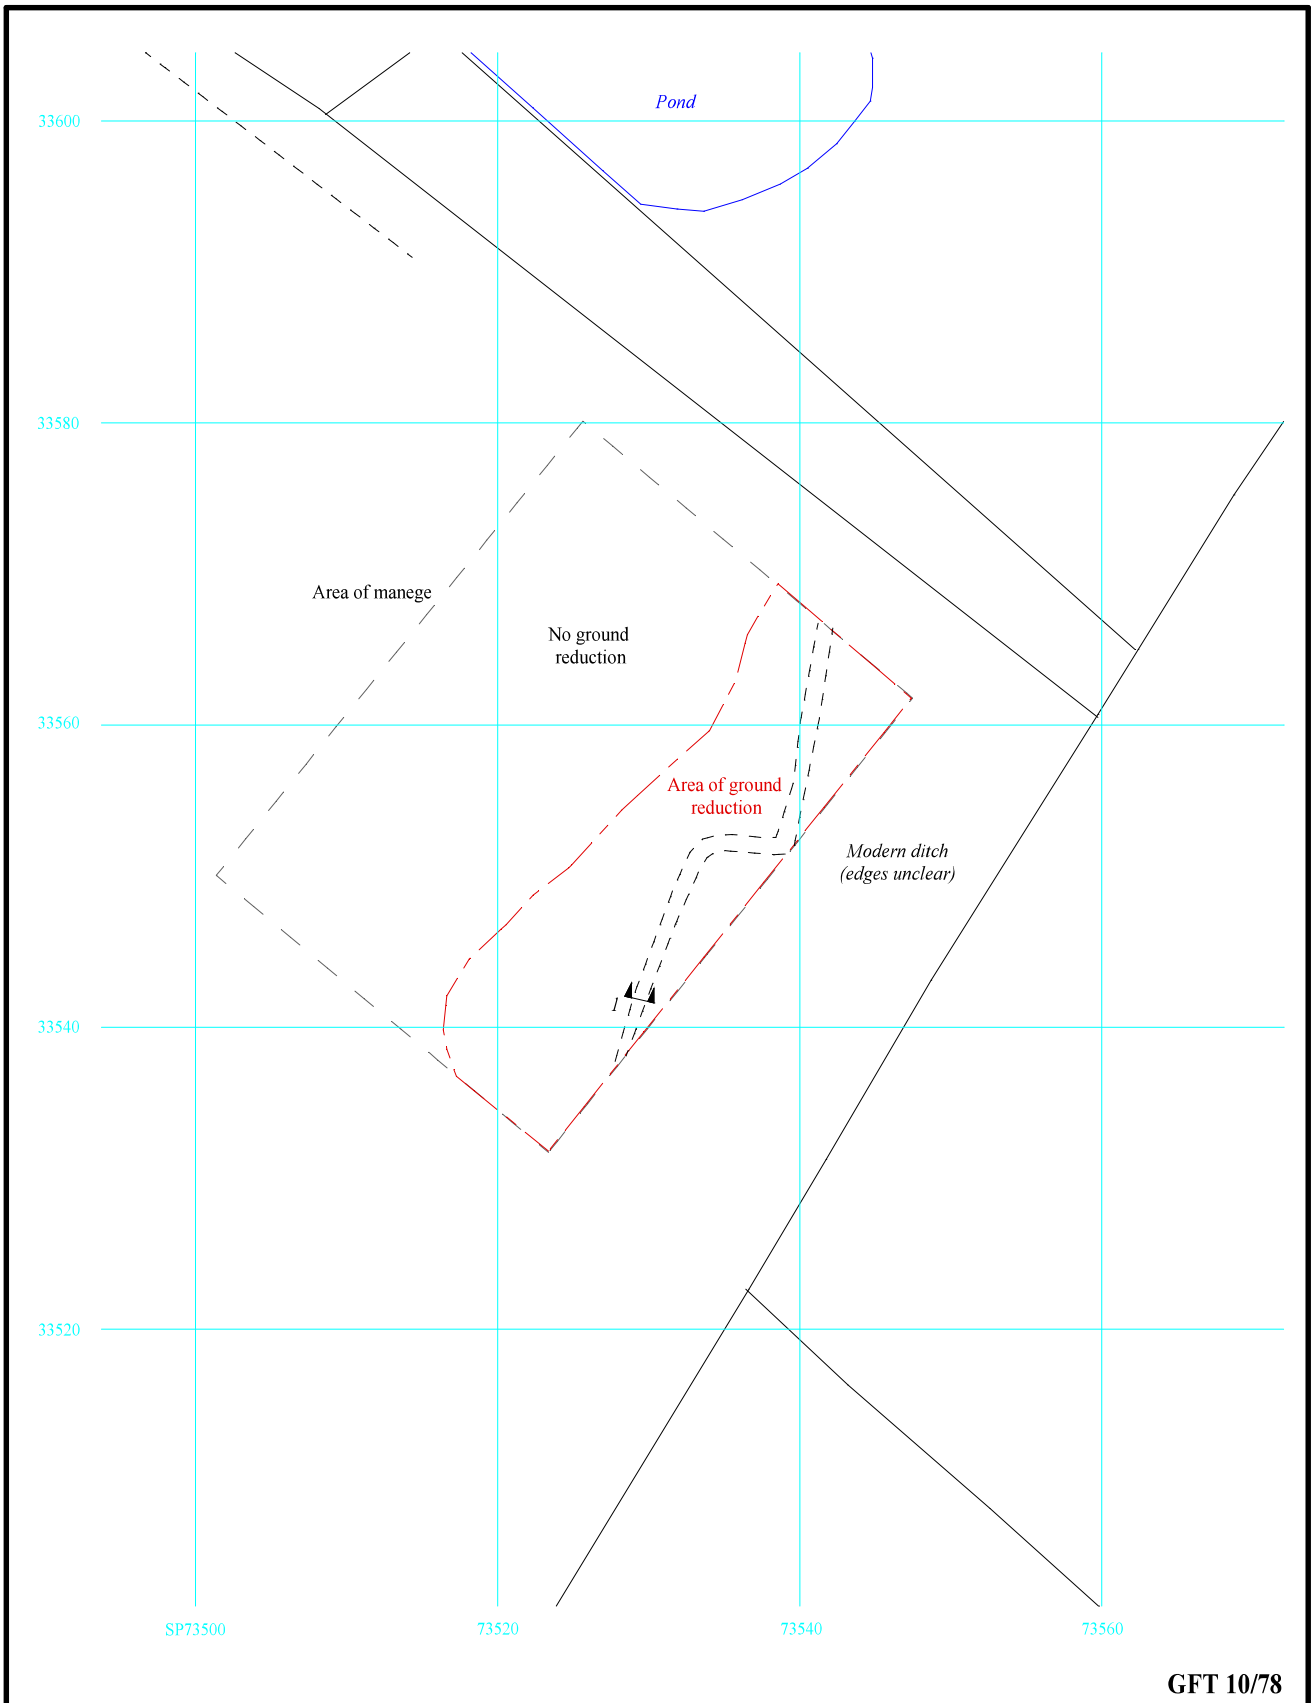 Pond
33600
33580
Area of manege
No ground
reduction
33560
Area of ground
reduction
Modern ditch
(edges unclear)
1
33540
33520
SP73500
73520
73540
73560
GFT 10/78